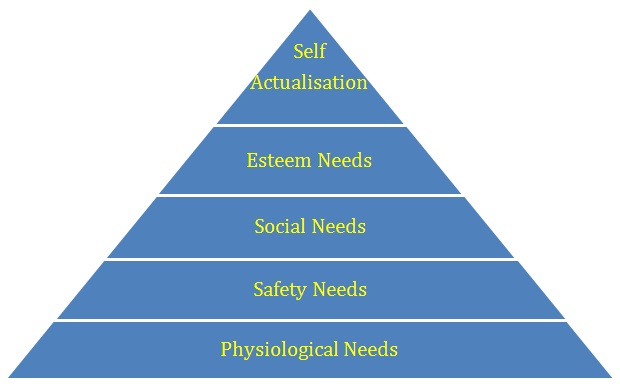 Self
Actualisation
Esteem Needs
Social Needs
Safety Needs
Physiological Needs